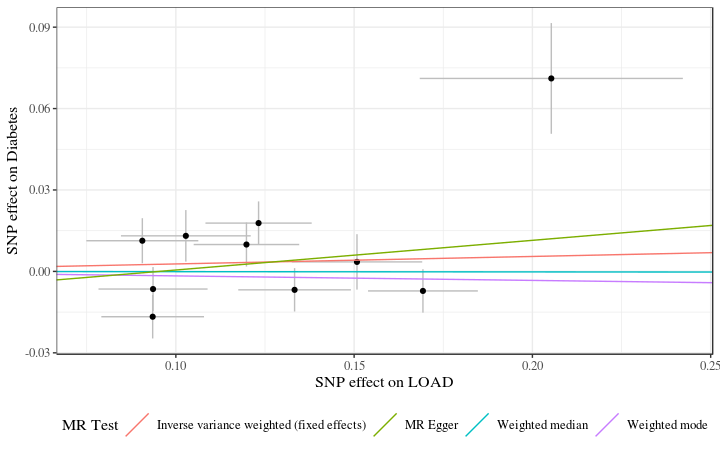 0.09
0.06
0.03
0.00
-0.03
SNP effect on Diabetes
0.10 0.15 0.20 0.25
SNP effect on LOAD
MR Test Inverse variance weighted (fixed effects) MR Egger Weighted median Weighted mode